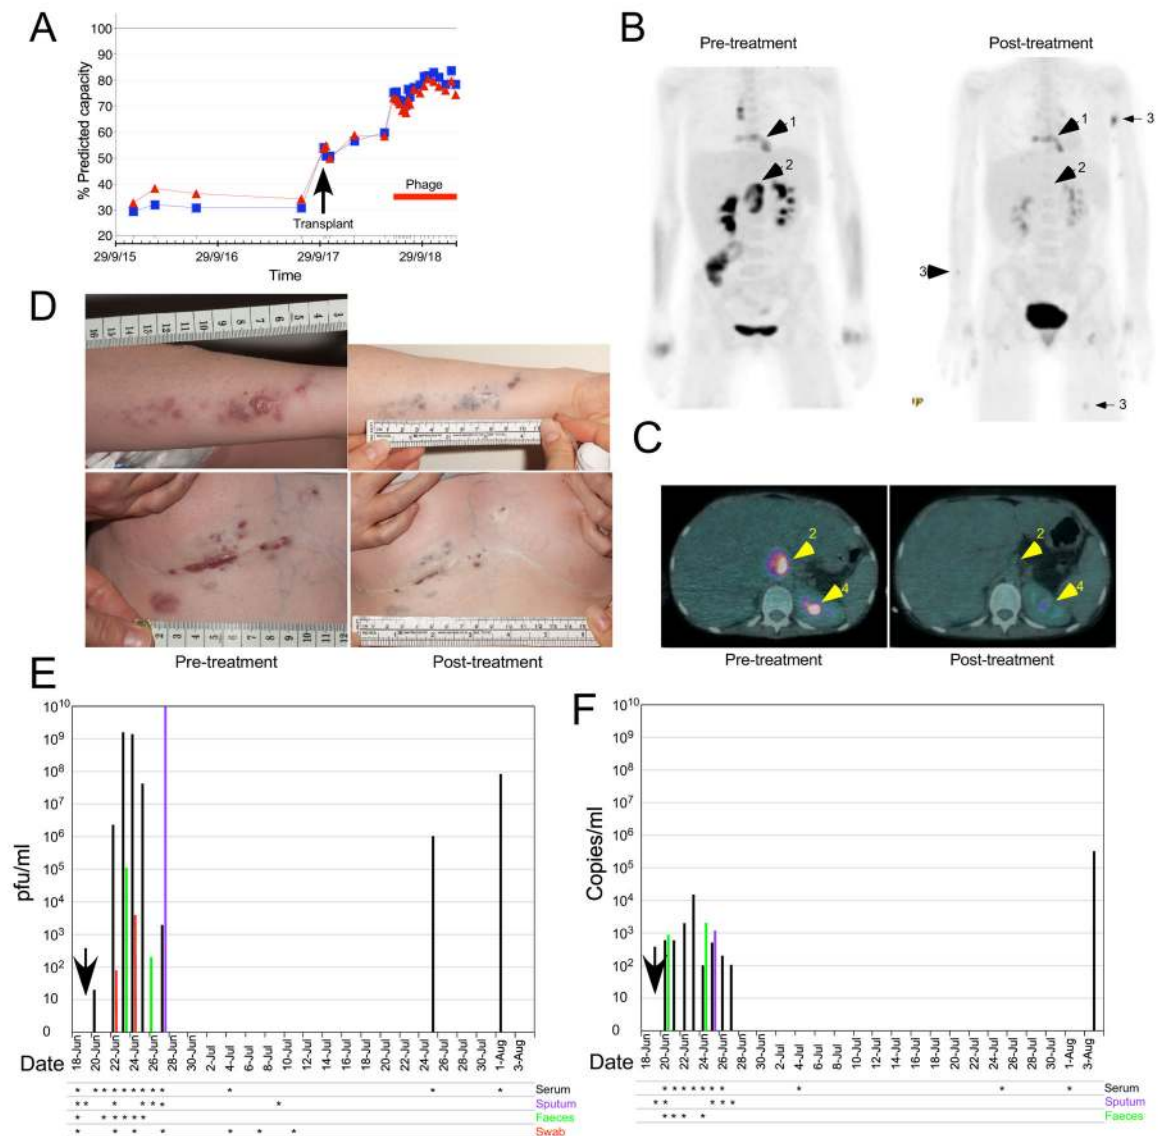 A
100
90
80
70
60
50
40
30
20
% Predicted capacity
Phage
Transplant
29/9/15
29/9/16
29/9/17
29/9/18
Time
B
Pre-treatment
Post-treatment
1
1
2
2
3
3
3
C
2
4
2
4
Pre-treatment
Post-treatment
D
Pre-treatment
Post-treatment
E
10^10
10^9
10^8
10^7
10^6
10^5
10^4
10^3
10^2
10
0
pfu/ml
Date
18-Jun
20-Jun
22-Jun
24-Jun
26-Jun
28-Jun
30-Jun
2-Jul
4-Jul
6-Jul
8-Jul
10-Jul
12-Jul
14-Jul
16-Jul
18-Jul
20-Jul
22-Jul
24-Jul
26-Jul
28-Jul
30-Jul
1-Aug
3-Aug
* * * * * * * * * * * * Serum
* * * * * * * Sputum
* * * * * * Faeces
* * * * * * * Swab
F
10^10
10^9
10^8
10^7
10^6
10^5
10^4
10^3
10^2
10
0
Copies/ml
Date
18-Jun
20-Jun
22-Jun
24-Jun
26-Jun
28-Jun
30-Jun
2-Jul
4-Jul
6-Jul
8-Jul
10-Jul
12-Jul
14-Jul
16-Jul
18-Jul
20-Jul
22-Jul
24-Jul
26-Jul
28-Jul
30-Jul
1-Aug
3-Aug
* * * * * * * * * * Serum
* * * * * Sputum
* * * * Faeces